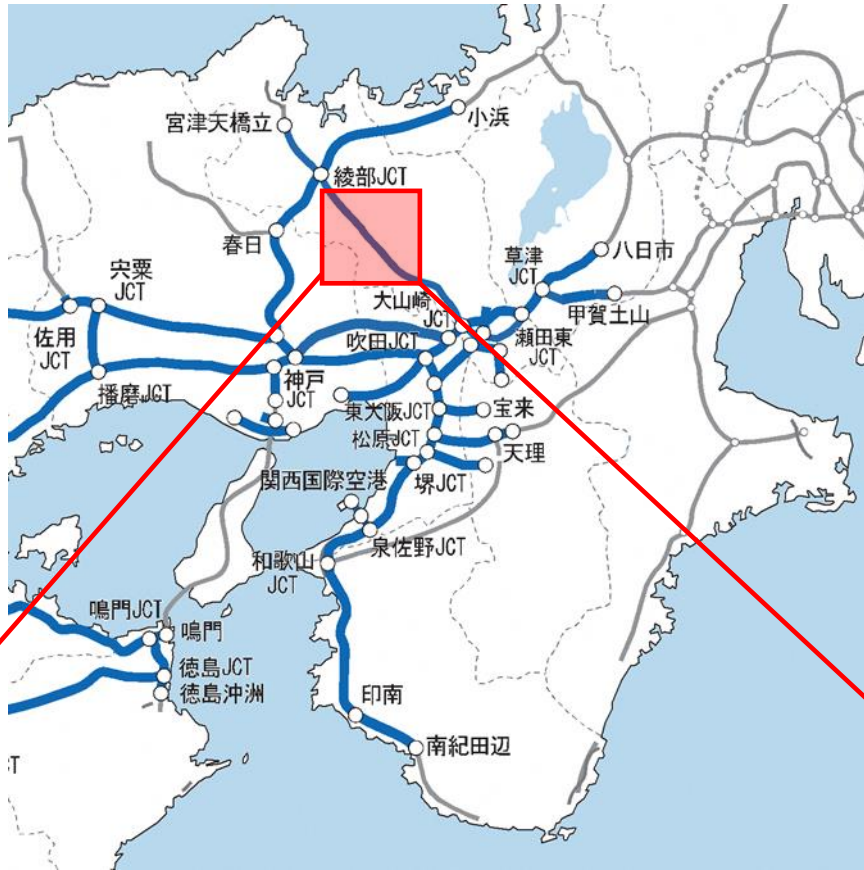 小浜
宮津天橋立
綾部JCT
春日
八日市
草津
JCT
宍粟
JCT
大山崎
JCT
甲賀土山
佐用
JCT
吹田JCT
瀬田東
JCT
播磨JCT
神戸
JCT
東大阪JCT
宝来
松原JCT
天理
関西国際空港
堺JCT
泉佐野JCT
和歌山
JCT
鳴門JCT
鳴門
徳島JCT
徳島沖洲
印南
南紀田辺
CT